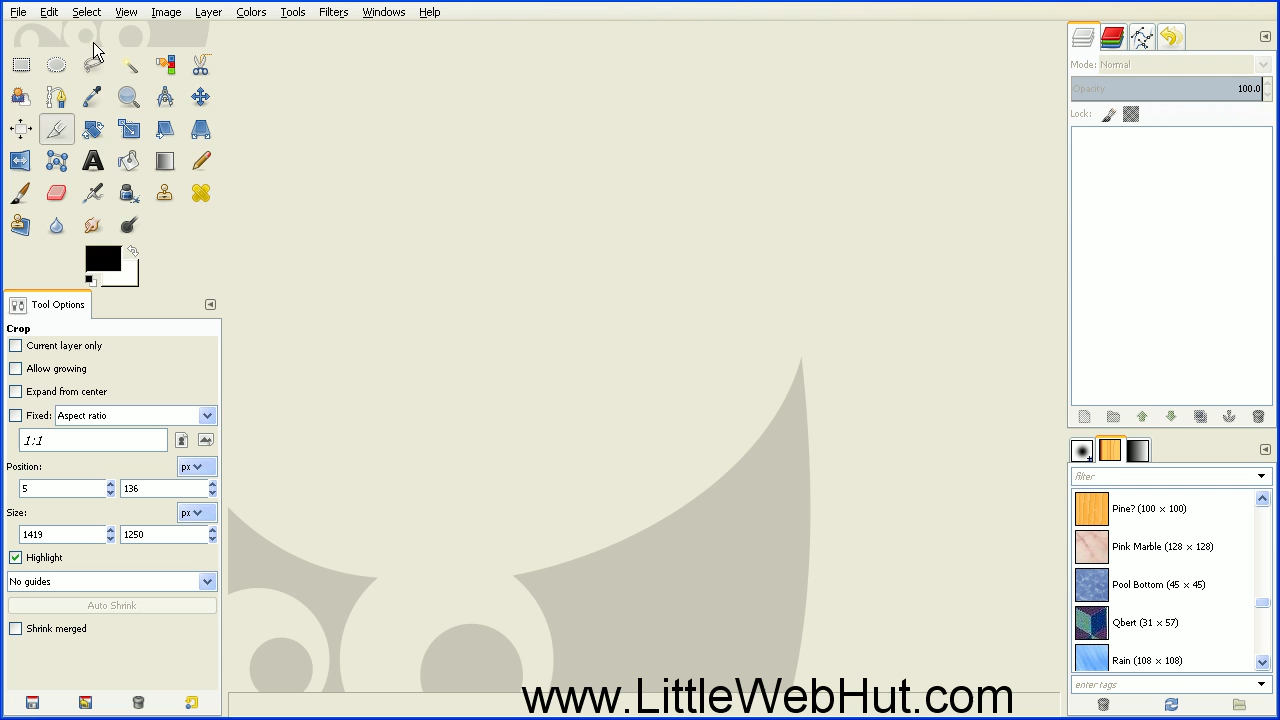 File Edit Select View Image Layer Colors Tools Filters Windows Help
Mode: Normal
Opacity 100.0
Lock:
Tool Options
Crop
Current layer only
Allow growing
Expand from center
Fixed: Aspect ratio
1:1
Position: px
5 136
Size: px
1419 1250
Highlight
No guides
Auto Shrink
Shrink merged
filter
Pine? (100 × 100)
Pink Marble (128 × 128)
Pool Bottom (45 × 45)
Qbert (31 × 57)
Rain (108 × 108)
enter tags
www.LittleWebHut.com